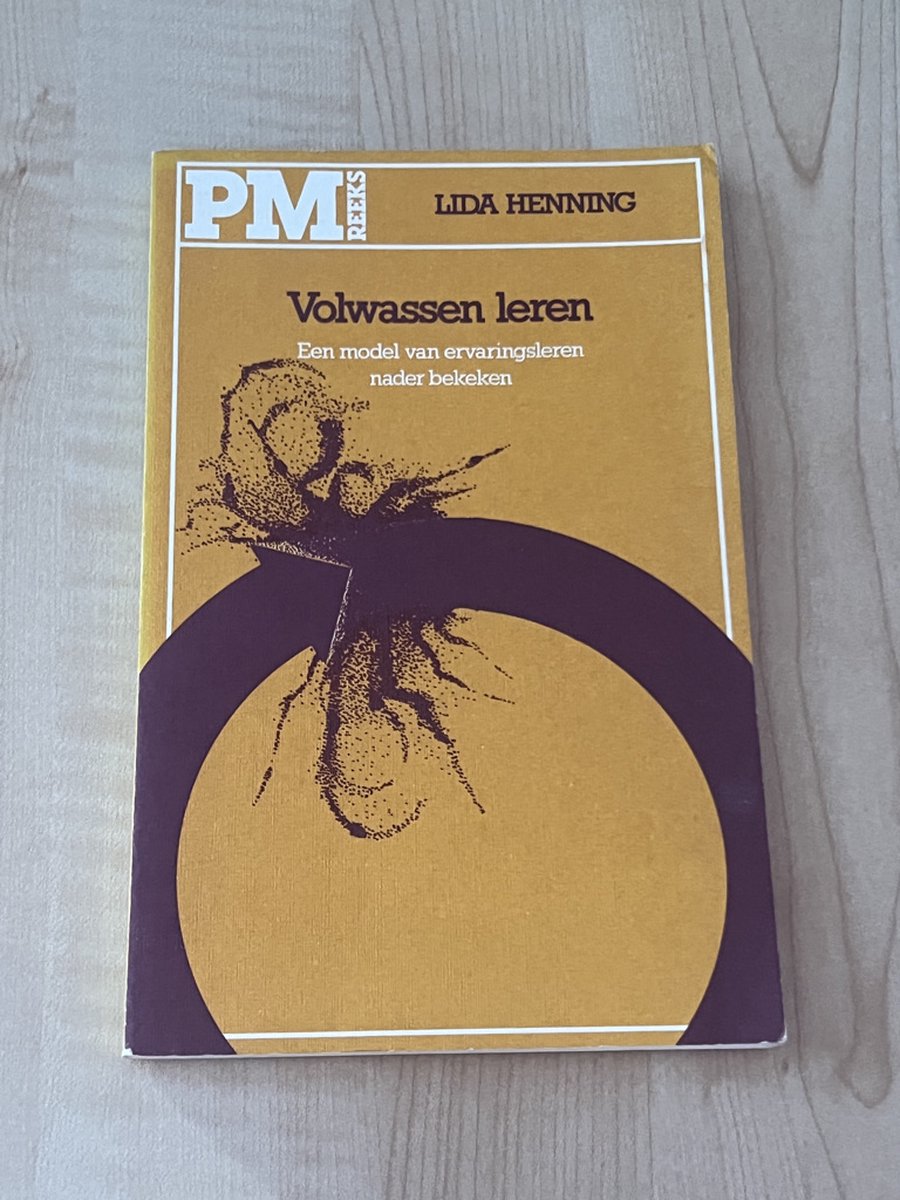 PM REEKS
LIDA HENNING
Volwassen leren
Een model van ervaringsleren
nader bekeken